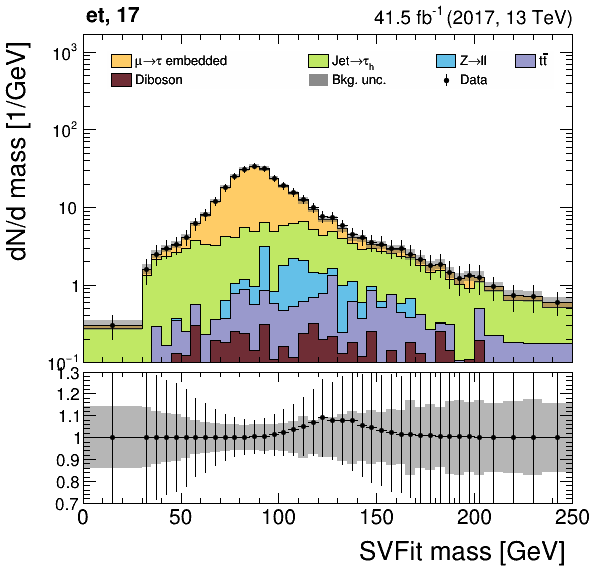 et, 17
41.5 fb⁻¹ (2017, 13 TeV)
dN/d mass [1/GeV]
10³
10²
10
1
10⁻¹
μ→τ embedded
Jet→τₕ
Z→ll
tt̄
Diboson
Bkg. unc.
Data
1.3
1.2
1.1
1
0.9
0.8
0.7
0 50 100 150 200 250
SVFit mass [GeV]